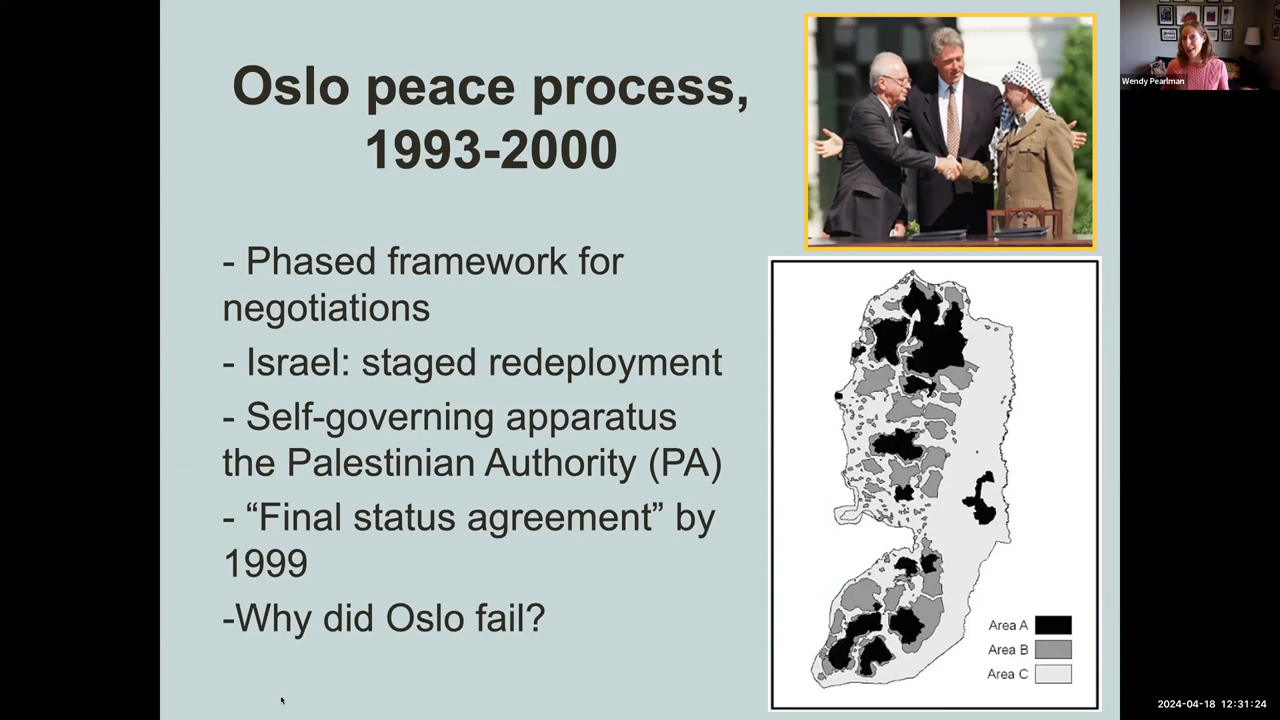 Oslo peace process,
1993-2000
- Phased framework for
negotiations
- Israel: staged redeployment
- Self-governing apparatus
the Palestinian Authority (PA)
- “Final status agreement” by
1999
-Why did Oslo fail?
Area A
Area B
Area C
Wendy Pearlman
2024-04-18 12:31:24